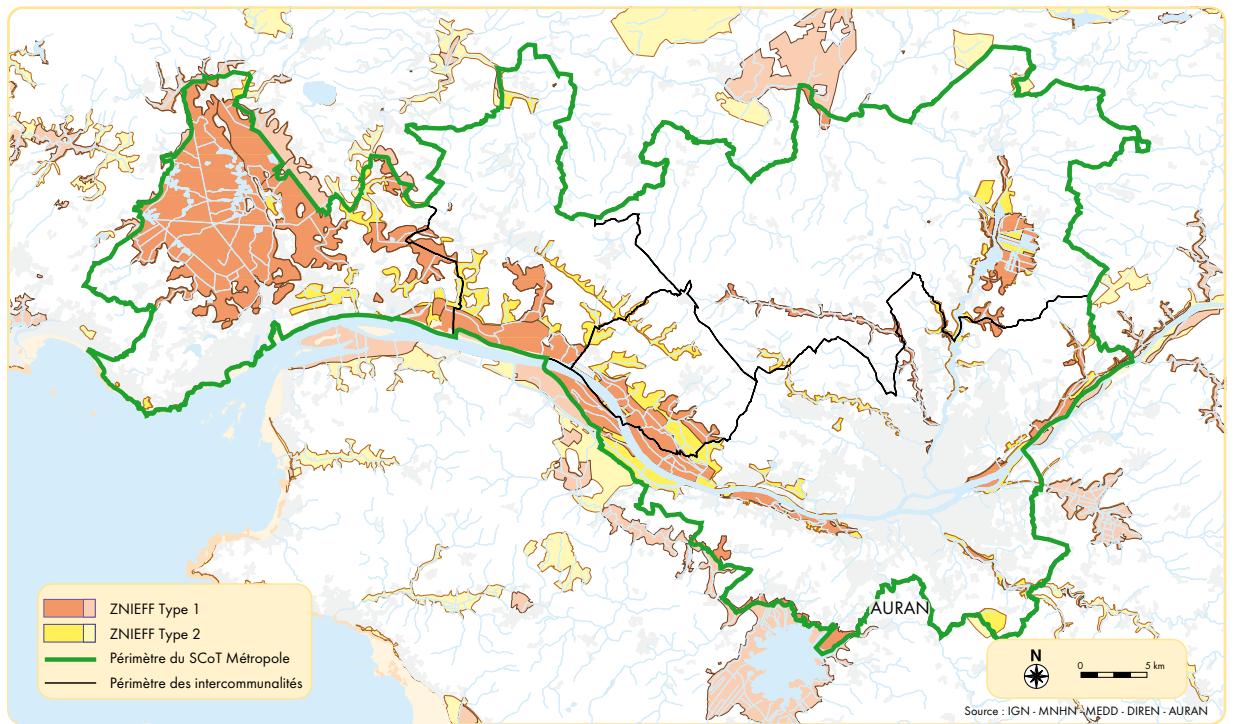 AURAN
ZNIEFF Type 1
ZNIEFF Type 2
Périmètre du SCoT Métropole
Périmètre des intercommunalités
N
0 5 km
Source : IGN - MNHN - MEDD - DIREN - AURAN